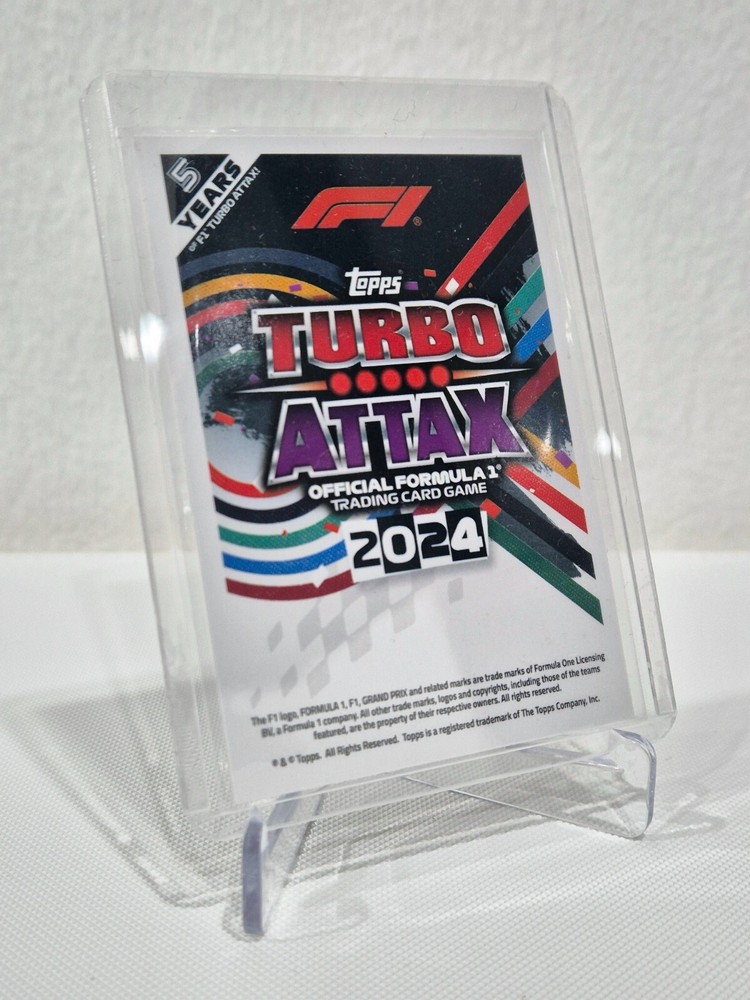 5
YEARS
OF F1® TURBO ATTAX!
F1®
Topps®
TURBO
ATTAX
OFFICIAL FORMULA 1®
TRADING CARD GAME
2024
The F1 logo, FORMULA 1, F1, GRAND PRIX and related marks are trade marks of Formula One Licensing
BV, a Formula 1 company. All other trade marks, logos and copyrights, including those of the teams
featured, are the property of their respective owners. All rights reserved.
® & © Topps. All Rights Reserved. Topps is a registered trademark of The Topps Company, Inc.